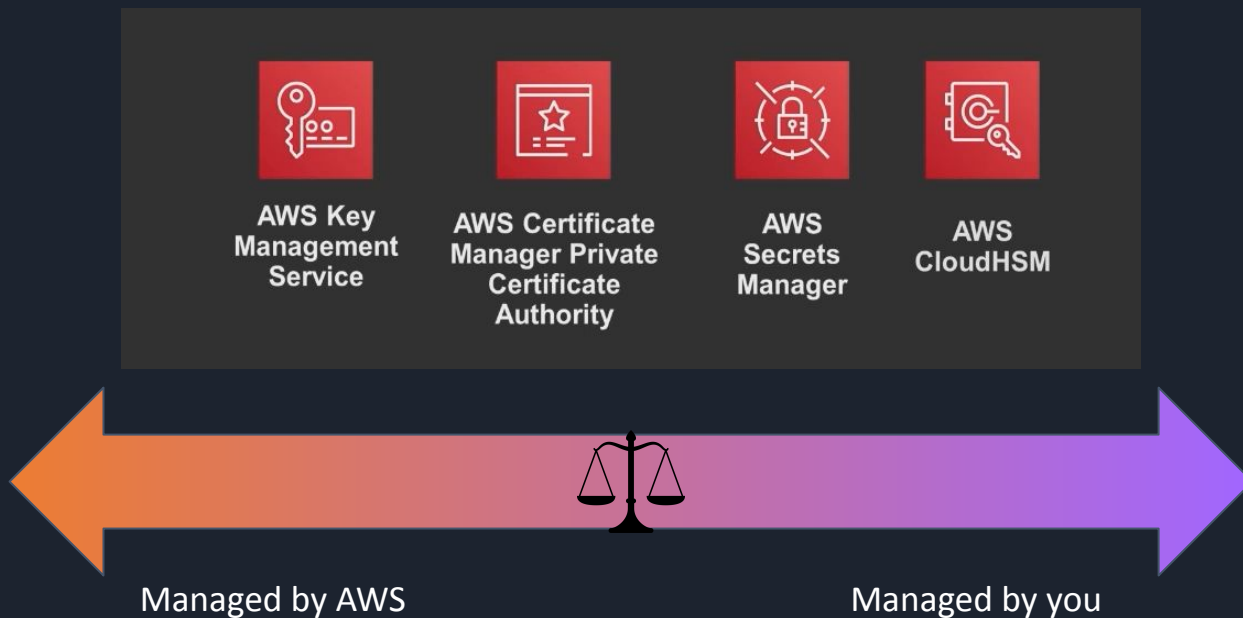 AWS Key
Management
Service
AWS Certificate
Manager Private
Certificate
Authority
AWS
Secrets
Manager
AWS
CloudHSM
Managed by AWS
Managed by you